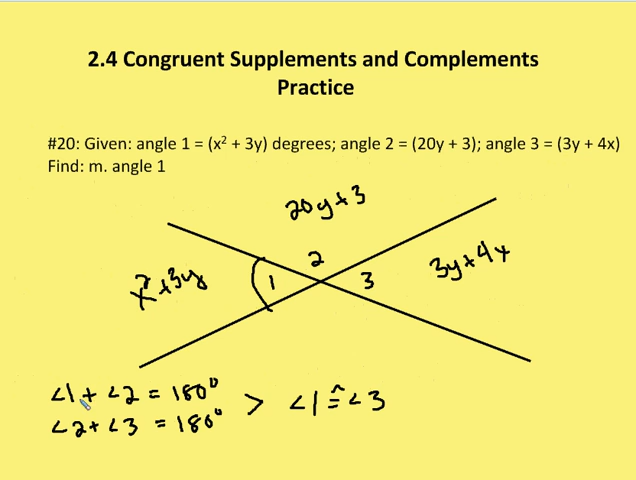 2.4 Congruent Supplements and Complements
Practice
#20: Given: angle 1 = (x² + 3y) degrees; angle 2 = (20y + 3); angle 3 = (3y + 4x)
Find: m. angle 1
20y+3
x²+3y
1
2
3
3y+4x
∠1 + ∠2 = 180°
∠2 + ∠3 = 180°
> ∠1 ≅ ∠3